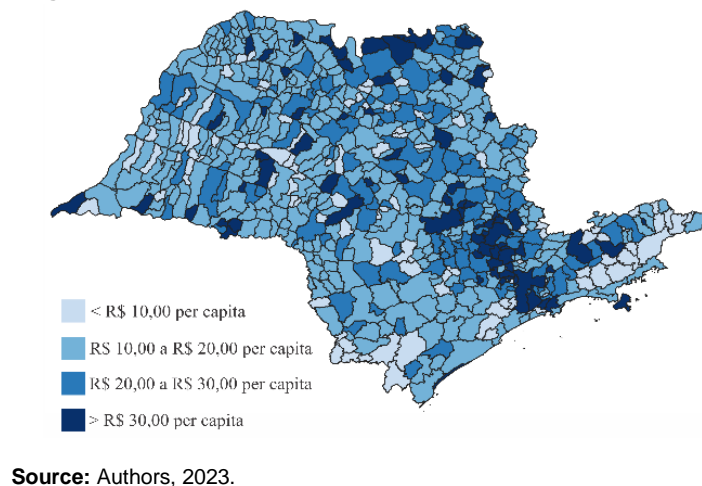 < R$ 10,00 per capita
R$ 10,00 a R$ 20,00 per capita
R$ 20,00 a R$ 30,00 per capita
> R$ 30,00 per capita
Source: Authors, 2023.